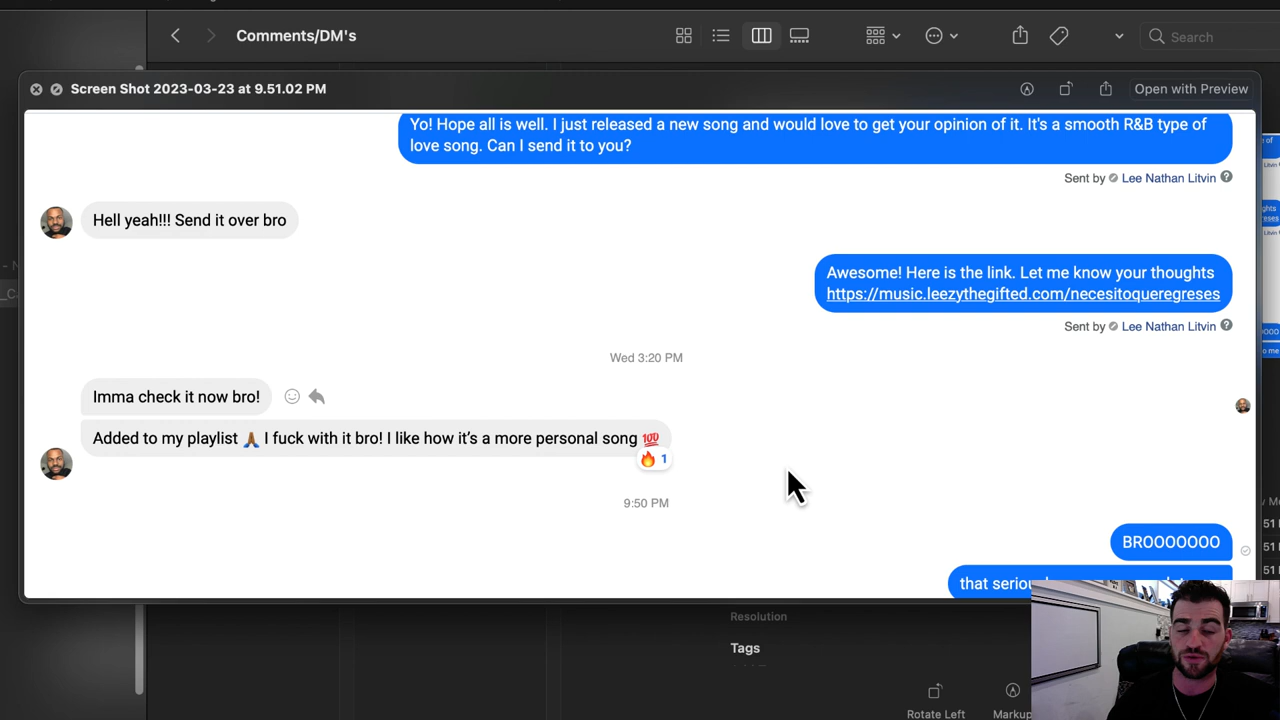 Comments/DM's
Search
Screen Shot 2023-03-23 at 9.51.02 PM
Open with Preview
Yo! Hope all is well. I just released a new song and would love to get your opinion of it. It's a smooth R&B type of
love song. Can I send it to you?
Sent by Lee Nathan Litvin
Hell yeah!!! Send it over bro
Awesome! Here is the link. Let me know your thoughts
https://music.leezythegifted.com/necesitoqueregreses
Sent by Lee Nathan Litvin
Wed 3:20 PM
Imma check it now bro!
Added to my playlist 🙏🏾 I fuck with it bro! I like how it's a more personal song 💯
🔥 1
9:50 PM
BROOOOOOO
that
Resolution
Tags
Rotate Left
Markup